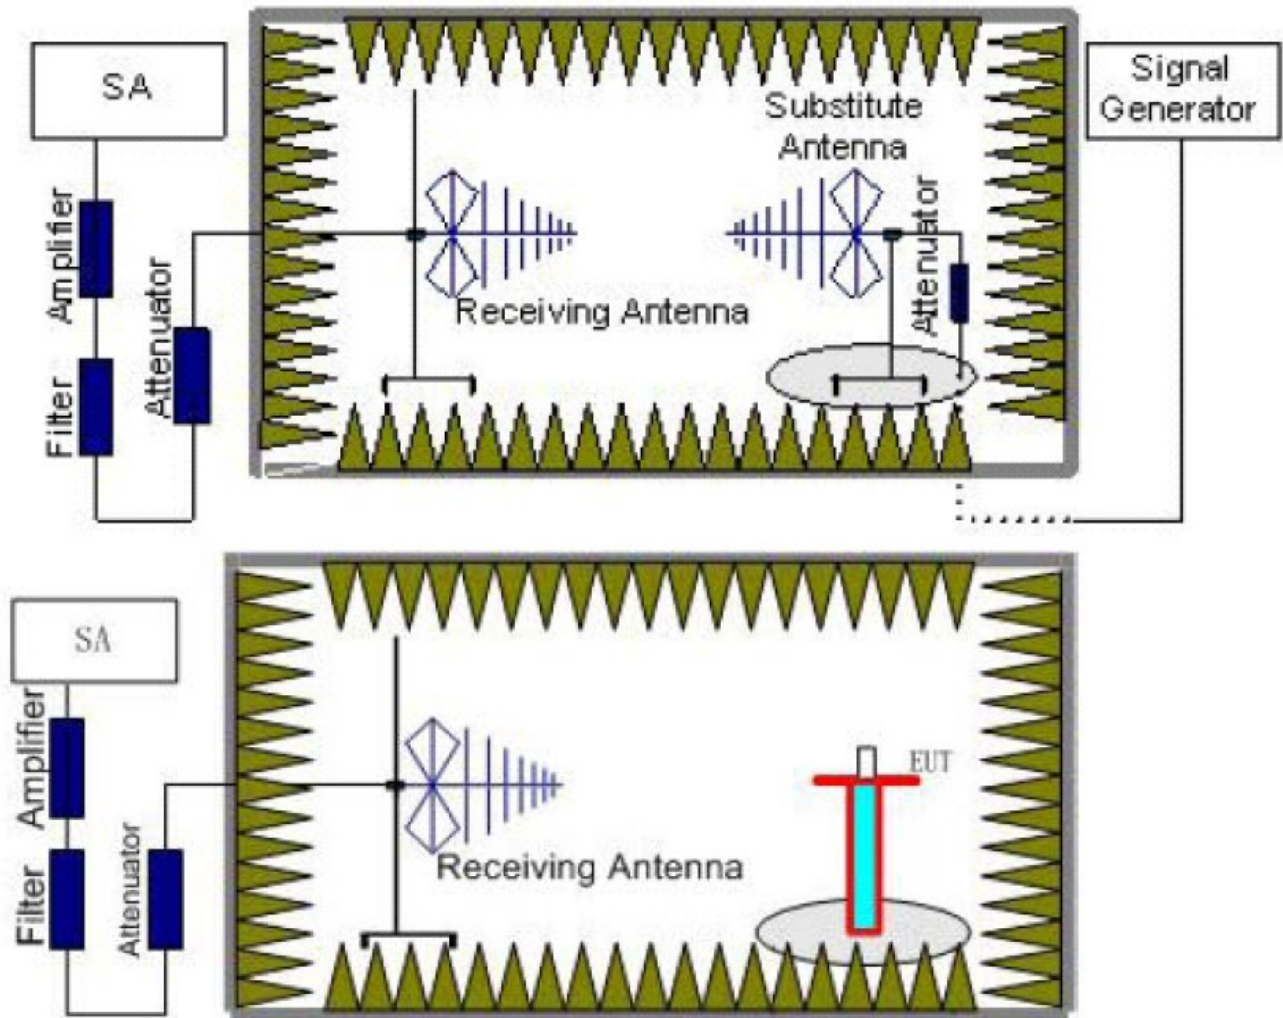 SA
Signal
Generator
Substitute
Antenna
Amplifier
Attenuator
Attenuator
Receiving Antenna
Filter
SA
Amplifier
EUT
Receiving Antenna
Attenuator
Filter